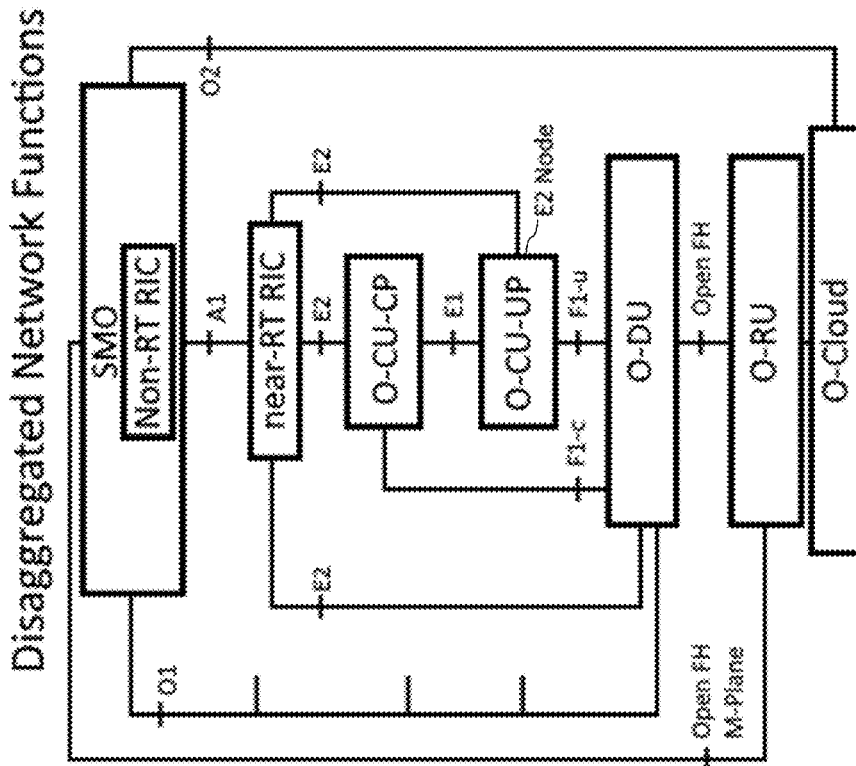 Disaggregated Network Functions
SMO
Non-RT RIC
O2
A1
O1
near-RT RIC
E2
E2
E2
O-CU-CP
E1
O-CU-UP
E2 Node
F1-u
F1-c
O-DU
Open FH
Open FH
M-Plane
O-RU
O-Cloud